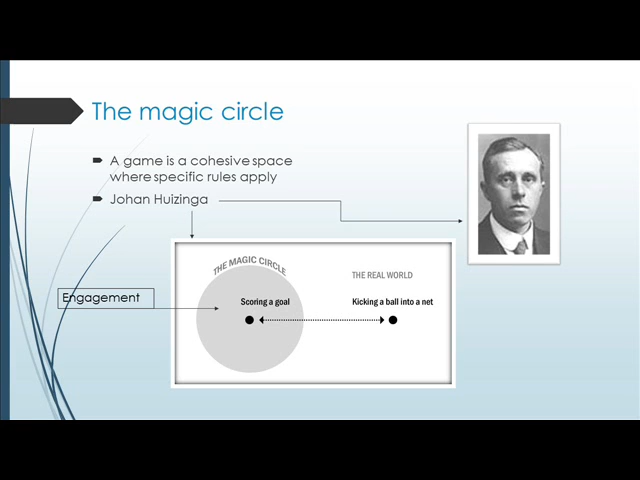 The magic circle
A game is a cohesive space
where specific rules apply
Johan Huizinga
THE MAGIC CIRCLE
THE REAL WORLD
Engagement
Scoring a goal
Kicking a ball into a net